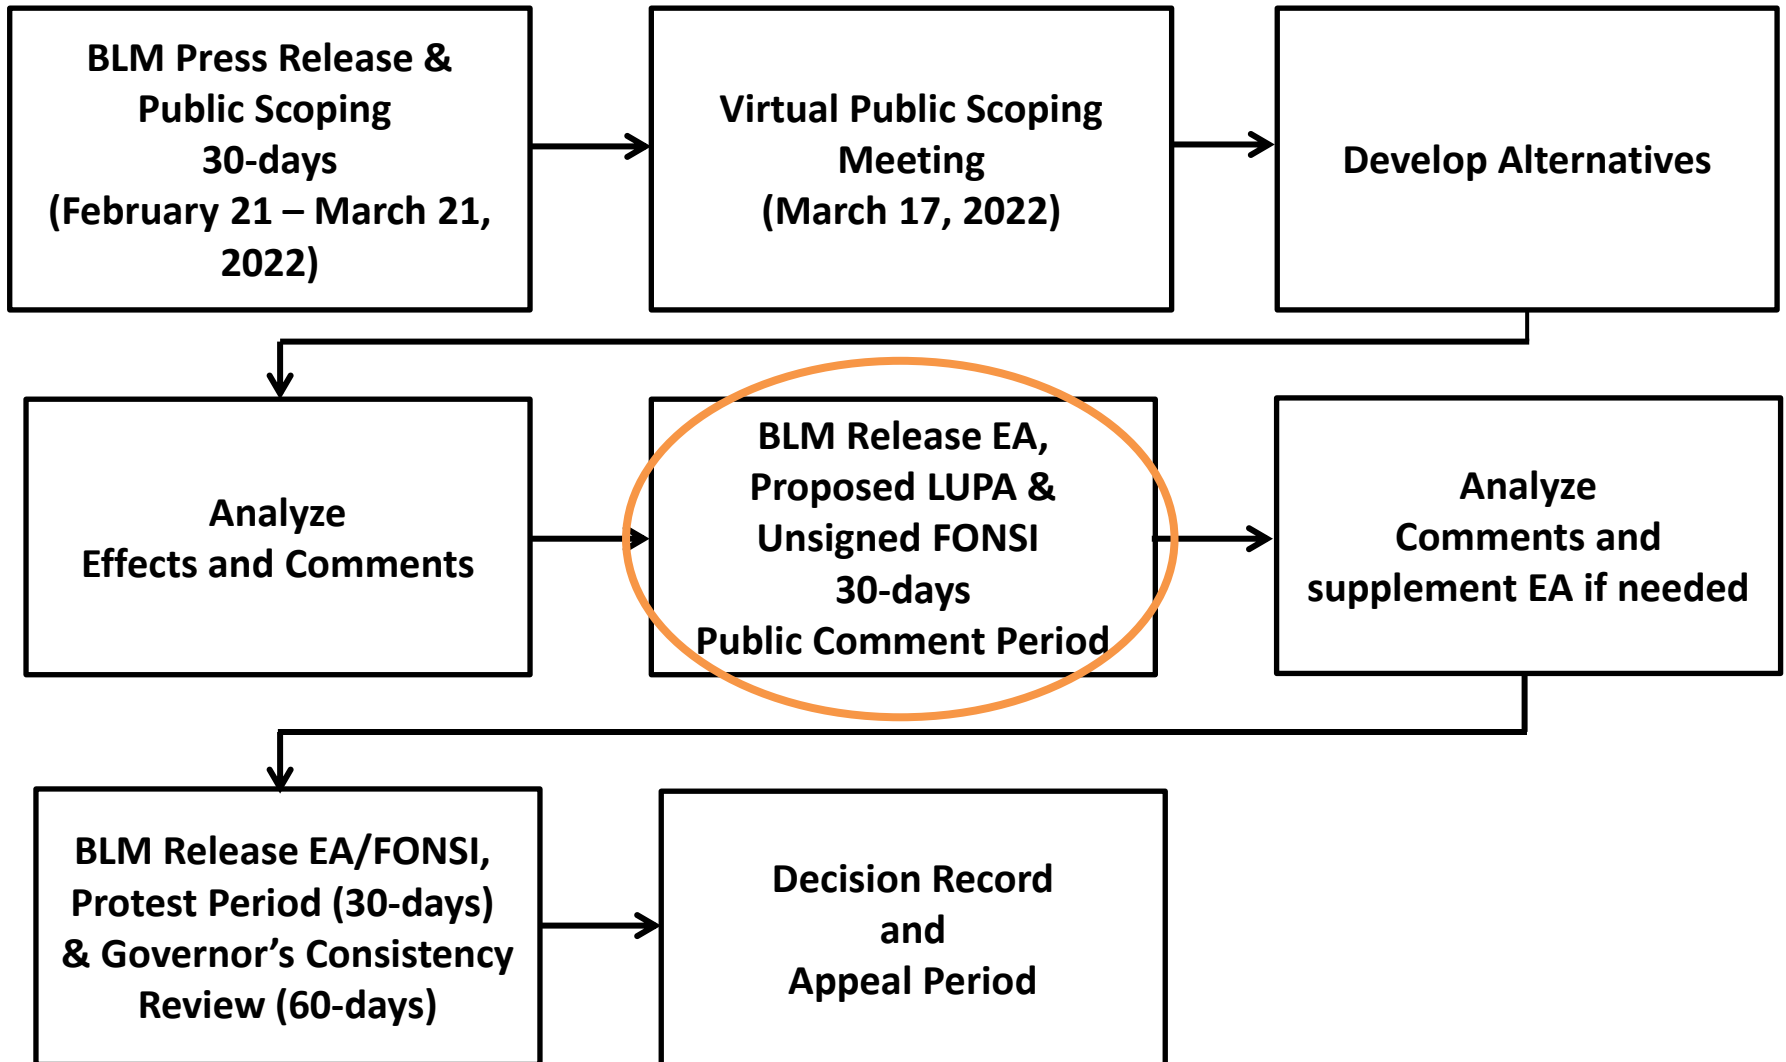 BLM Press Release &
Public Scoping
30-days
(February 21 – March 21,
2022)
Virtual Public Scoping
Meeting
(March 17, 2022)
Develop Alternatives
Analyze
Effects and Comments
BLM Release EA,
Proposed LUPA &
Unsigned FONSI
30-days
Public Comment Period
Analyze
Comments and
supplement EA if needed
BLM Release EA/FONSI,
Protest Period (30-days)
& Governor’s Consistency
Review (60-days)
Decision Record
and
Appeal Period